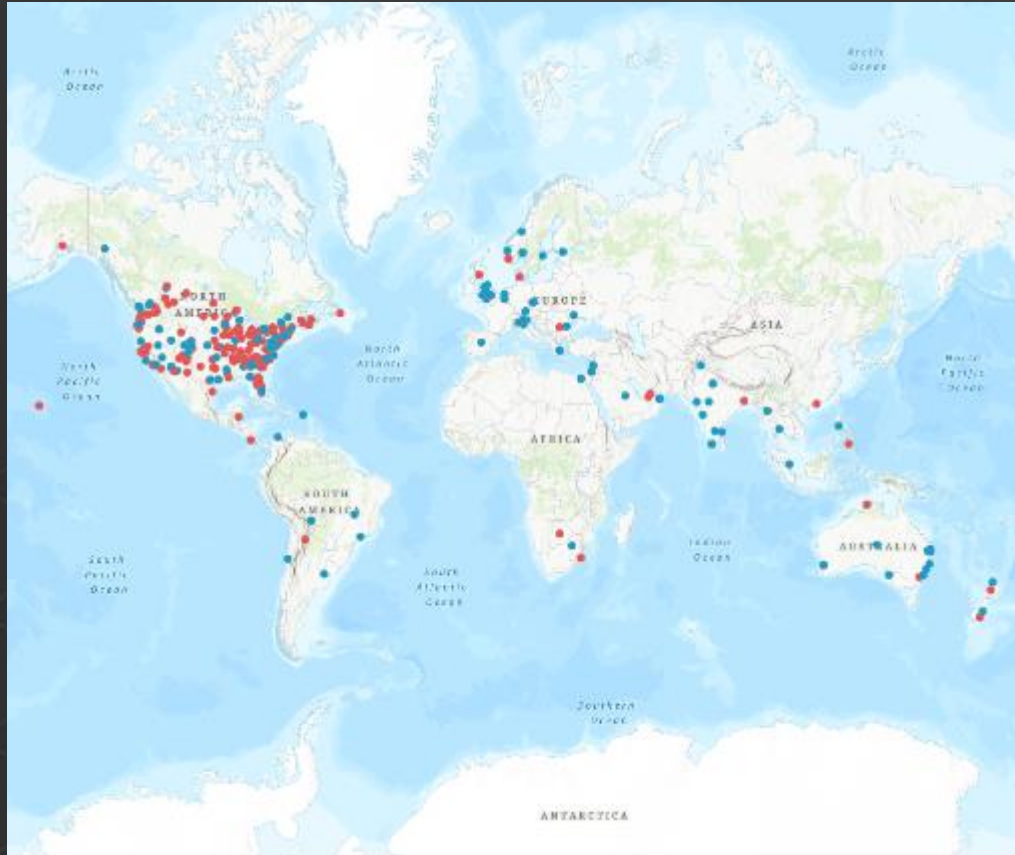 Arctic
Ocean
Arctic
Ocean
NORTH
AMERICA
EUROPE
ASIA
North
Pacific
Ocean
North
Atlantic
Ocean
North
Pacific
Ocean
AFRICA
SOUTH
AMERICA
South
Pacific
Ocean
South
Atlantic
Ocean
Indian
Ocean
AUSTRALIA
Southern
Ocean
ANTARCTICA